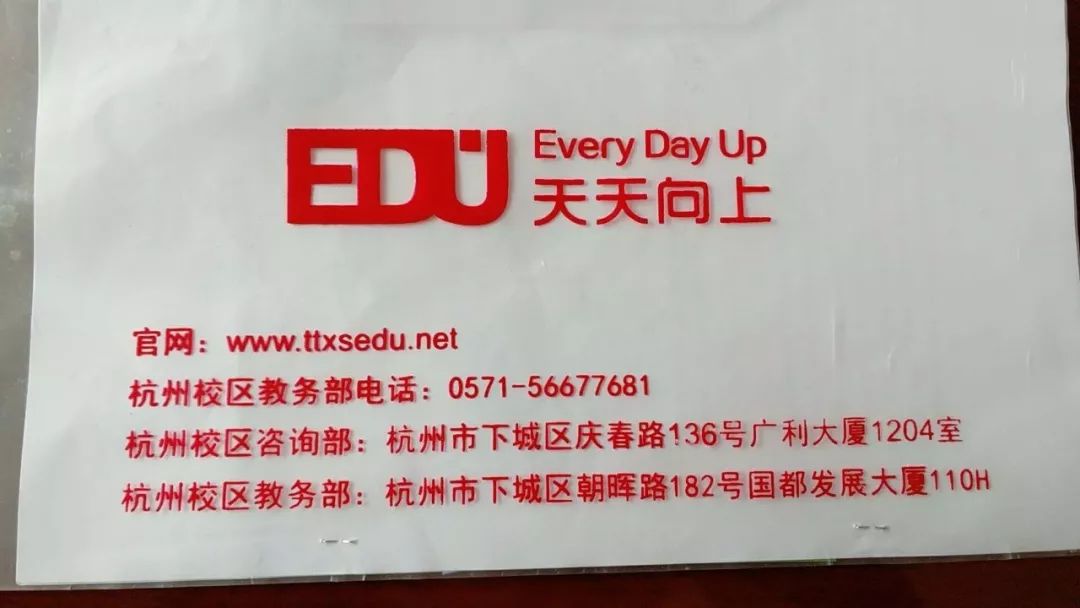 EDU
Every Day Up
天天向上
官网：www.ttxsedu.net
杭州校区教务部电话：0571-56677681
杭州校区咨询部：杭州市下城区庆春路136号广利大厦1204室
杭州校区教务部：杭州市下城区朝晖路182号国都发展大厦110H